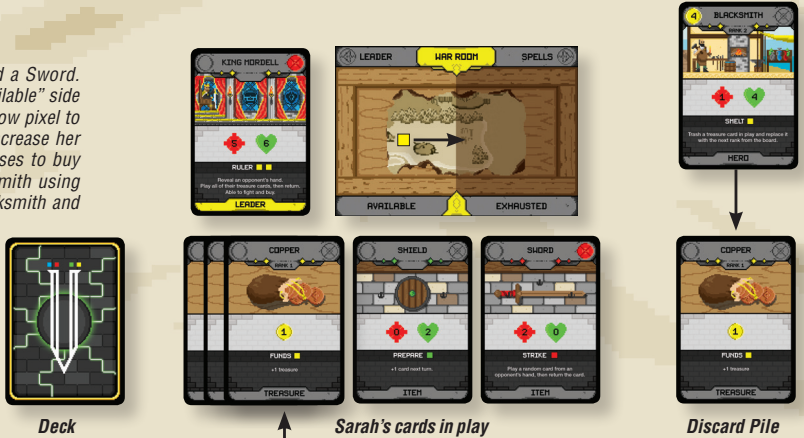 d a Sword.
ilable" side
ow pixel to
crease her
ses to buy
mith using
ksmith and
KING MORDELL
5 6
RULER
Reveal an opponent's hand.
Play all of their treasure cards, then return.
Able to fight and buy.
LEADER
LEADER
WAR ROOM
SPELLS
AVAILABLE
EXHAUSTED
4
BLACKSMITH
RANK 2
1 4
SMELT
Trash a treasure card in play and replace it
with the next rank from the board.
HERO
COPPER
RANK 1
1
FUNDS
+1 treasure
TREASURE
SHIELD
0 2
PREPARE
+1 card next turn.
ITEM
SWORD
2 0
STRIKE
Play a random card from an
opponent's hand, then return the card.
ITEM
COPPER
RANK 1
1
FUNDS
+1 treasure
TREASURE
Deck
Sarah's cards in play
Discard Pile